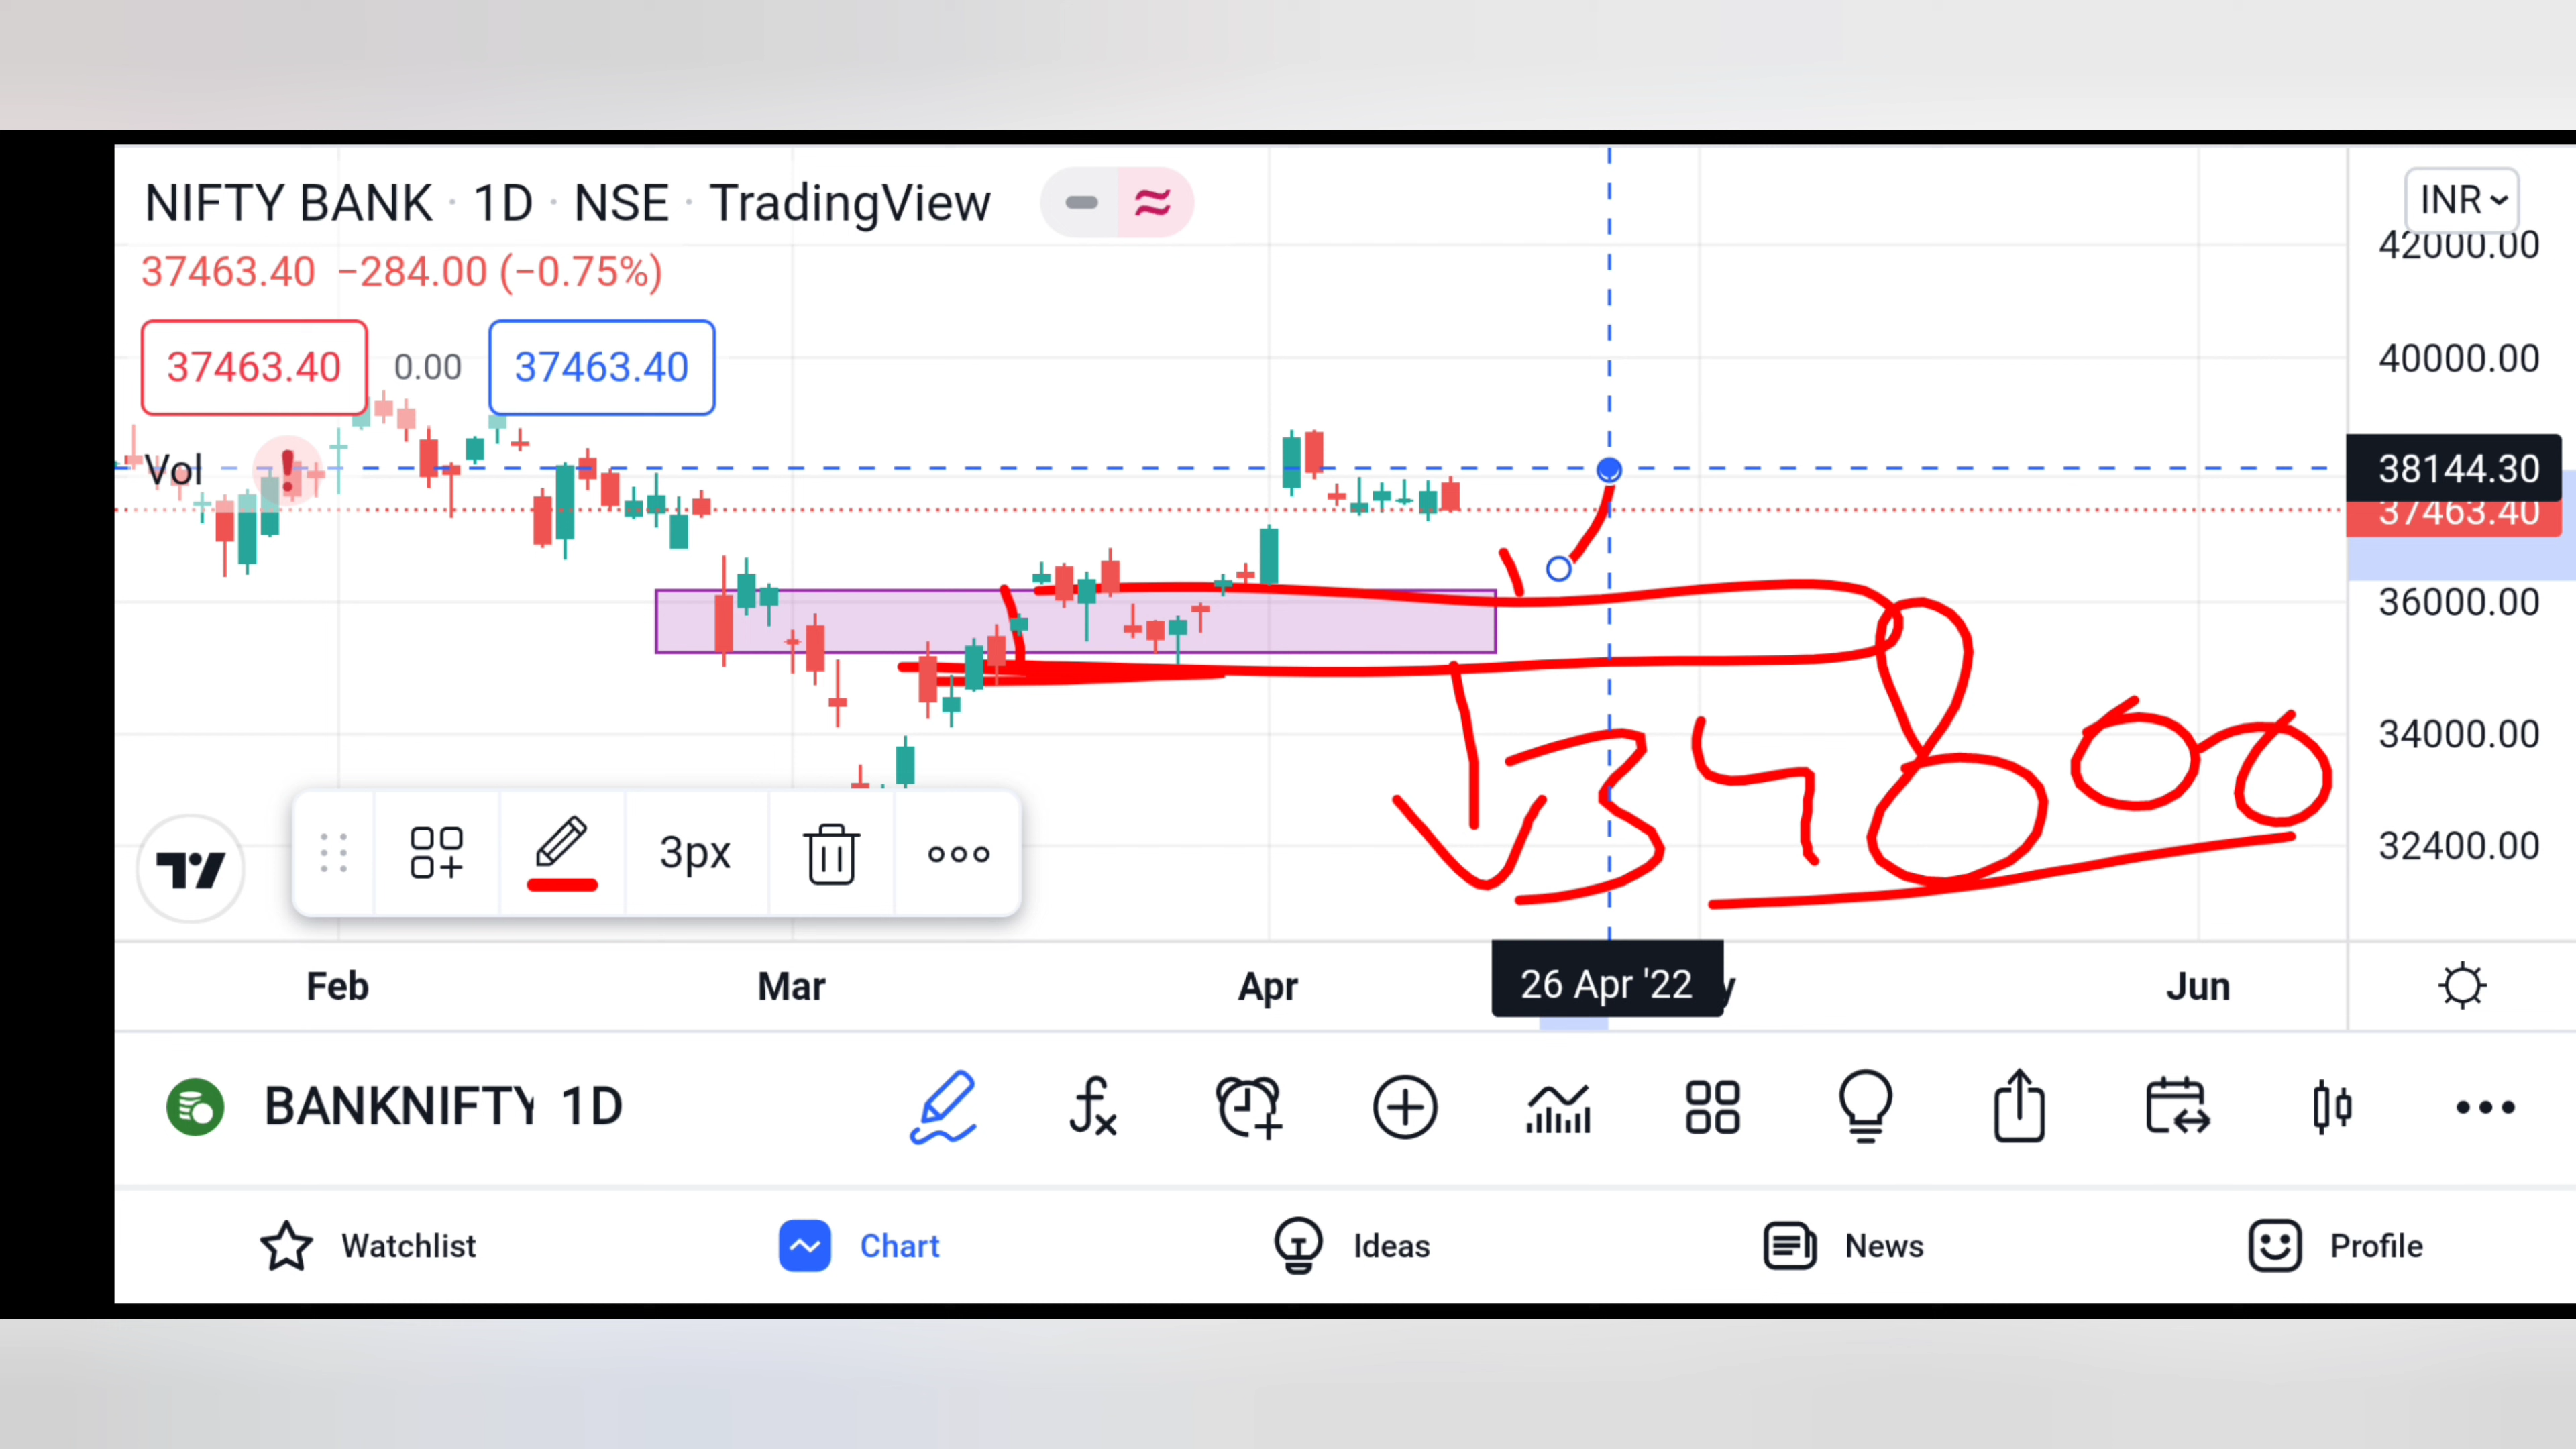 NIFTY BANK · 1D · NSE · TradingView
INR
42000.00
37463.40 −284.00 (−0.75%)
37463.40 0.00 37463.40
40000.00
Vol
38144.30
37463.40
36000.00
34000.00
34800
32400.00
3px
Feb Mar Apr 26 Apr '22 y Jun
BANKNIFTY 1D
Watchlist Chart Ideas News Profile